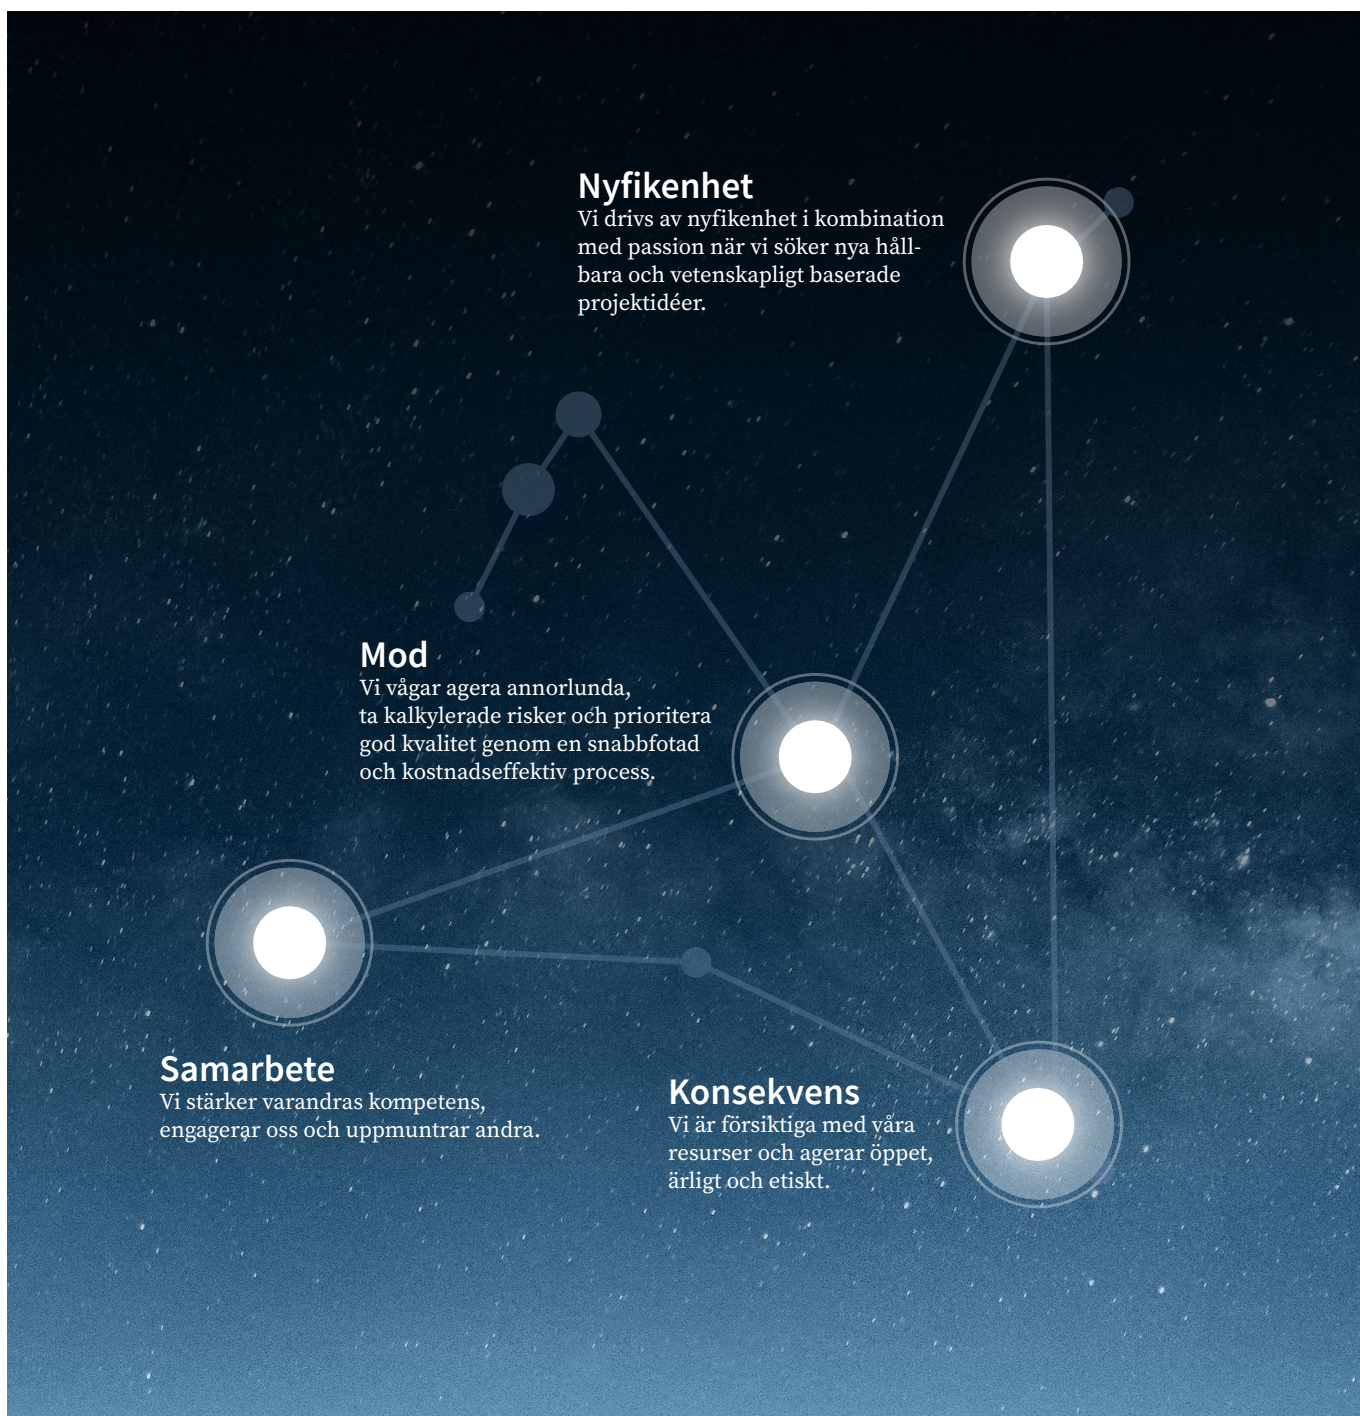 Nyfikenhet
Vi drivs av nyfikenhet i kombination
med passion när vi söker nya håll-
bara och vetenskapligt baserade
projektidéer.
Mod
Vi vågar agera annorlunda,
ta kalkylerade risker och prioritera
god kvalitet genom en snabbfotad
och kostnadseffektiv process.
Samarbete
Vi stärker varandras kompetens,
engagerar oss och uppmuntrar andra.
Konsekvens
Vi är försiktiga med våra
resurser och agerar öppet,
ärligt och etiskt.